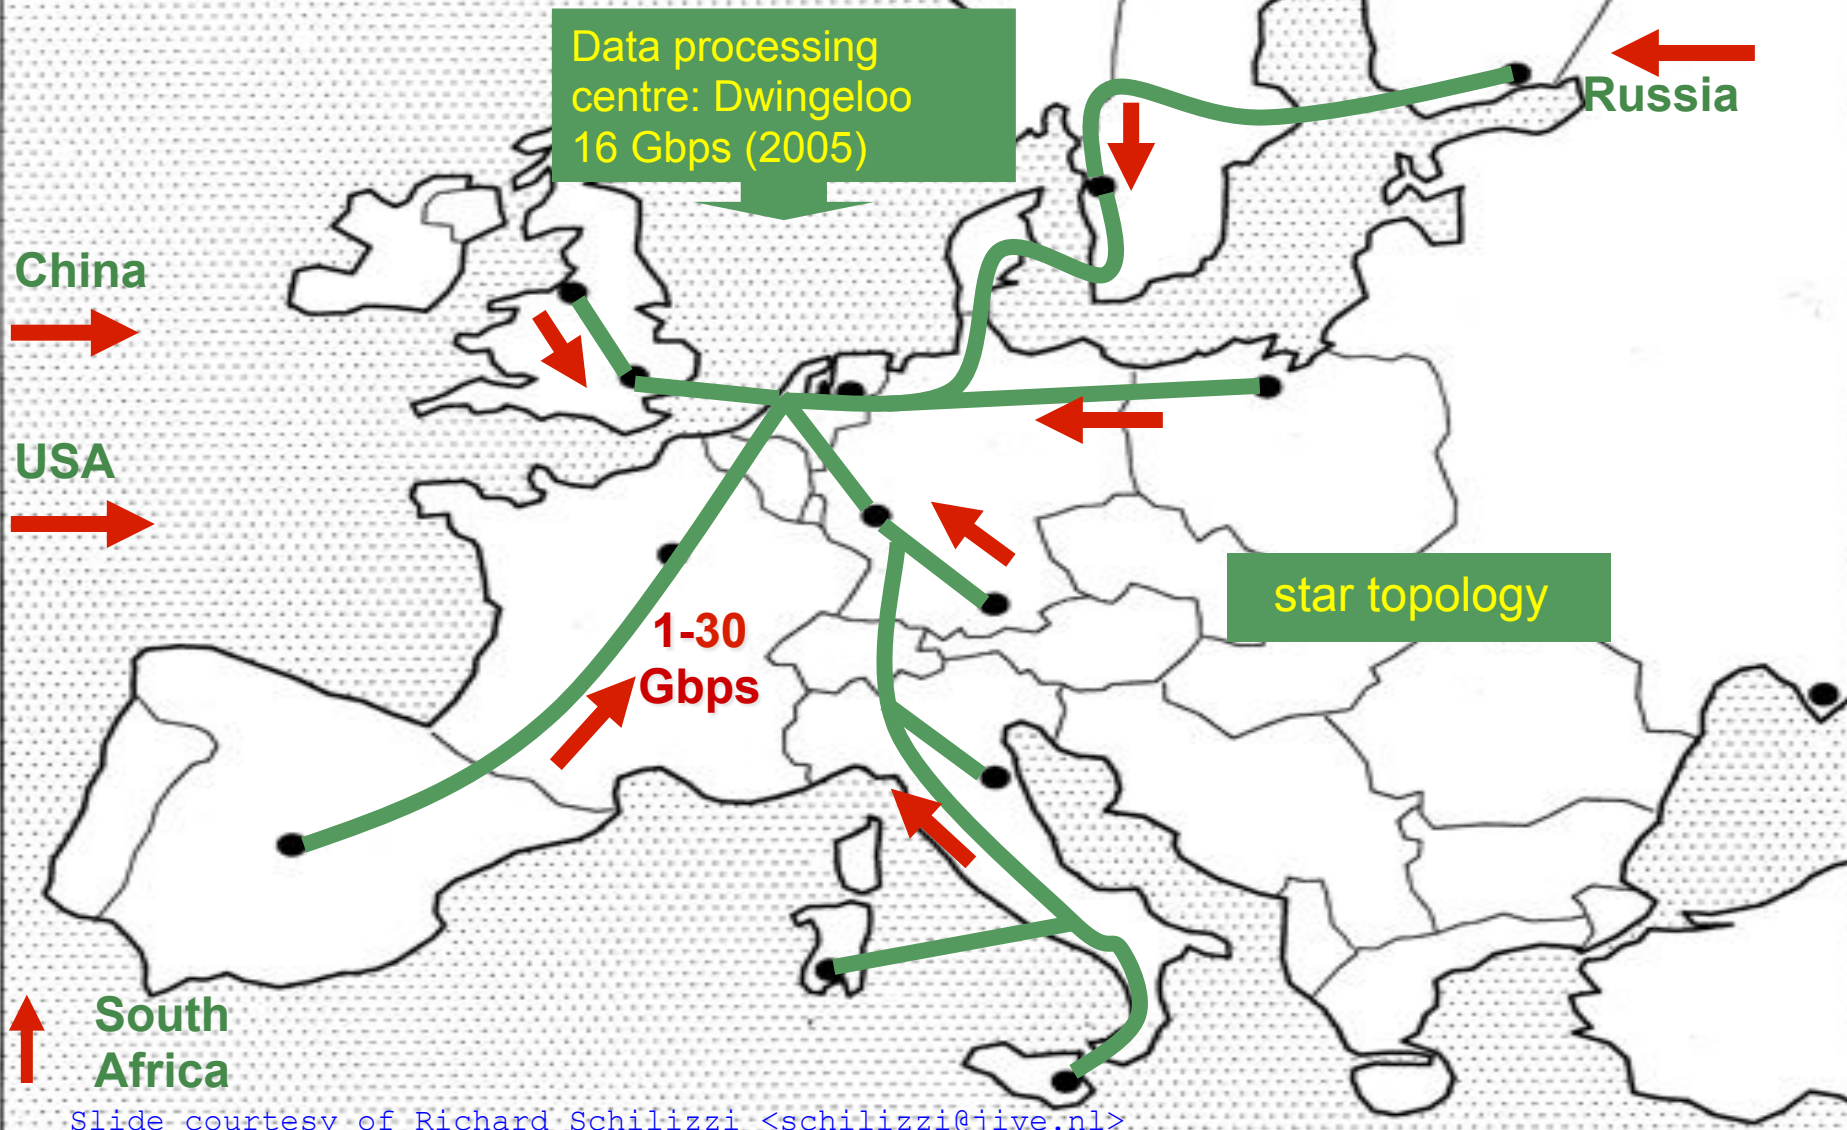 Data processing
centre: Dwingeloo
16 Gbps (2005)
Russia
China
USA
star topology
1-30
Gbps
South
Africa
Slide courtesy of Richard Schilizzi <schilizzi@jive.nl>